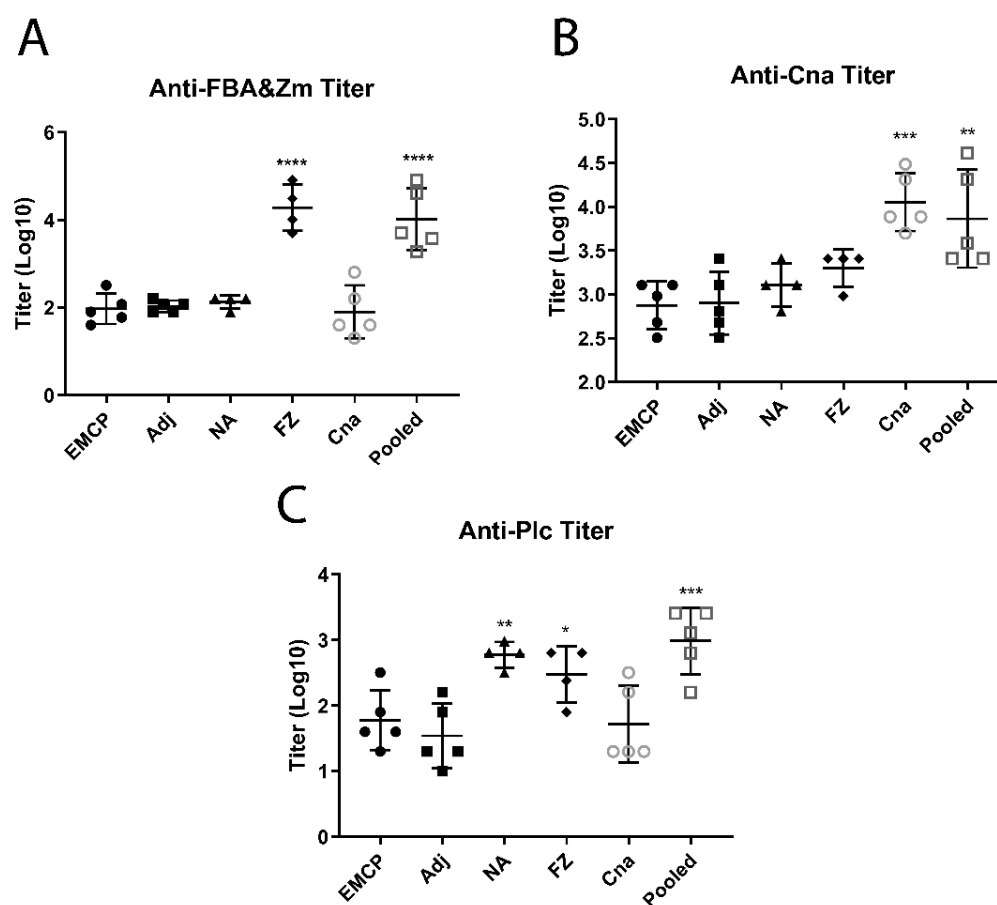 A
Anti-FBA&Zm Titer
Titer (Log10)
6
4
2
0
****
****
EMCP
Adj
NA
FZ
Cna
Pooled
B
Anti-Cna Titer
Titer (Log10)
5.0
4.5
4.0
3.5
3.0
2.5
2.0
***
**
EMCP
Adj
NA
FZ
Cna
Pooled
C
Anti-Plc Titer
Titer (Log10)
4
3
2
1
0
**
*
***
EMCP
Adj
NA
FZ
Cna
Pooled